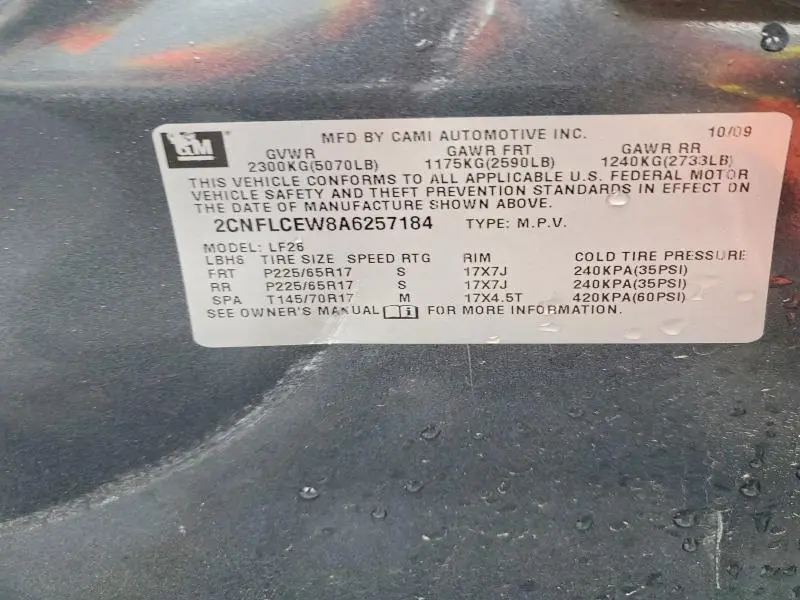 GM
MFD BY CAMI AUTOMOTIVE INC. 10/09
GVWR GAWR FRT GAWR RR
2300KG(5070LB) 1175KG(2590LB) 1240KG(2733LB)
THIS VEHICLE CONFORMS TO ALL APPLICABLE U.S. FEDERAL MOTOR
VEHICLE SAFETY AND THEFT PREVENTION STANDARDS IN EFFECT ON
THE DATE OF MANUFACTURE SHOWN ABOVE.
2CNFLCEW8A6257184 TYPE: M.P.V.
MODEL: LF26
LBH6 TIRE SIZE SPEED RTG RIM COLD TIRE PRESSURE
FRT P225/65R17 S 17X7J 240KPA(35PSI)
RR P225/65R17 S 17X7J 240KPA(35PSI)
SPA T145/70R17 M 17X4.5T 420KPA(60PSI)
SEE OWNER'S MANUAL FOR MORE INFORMATION.